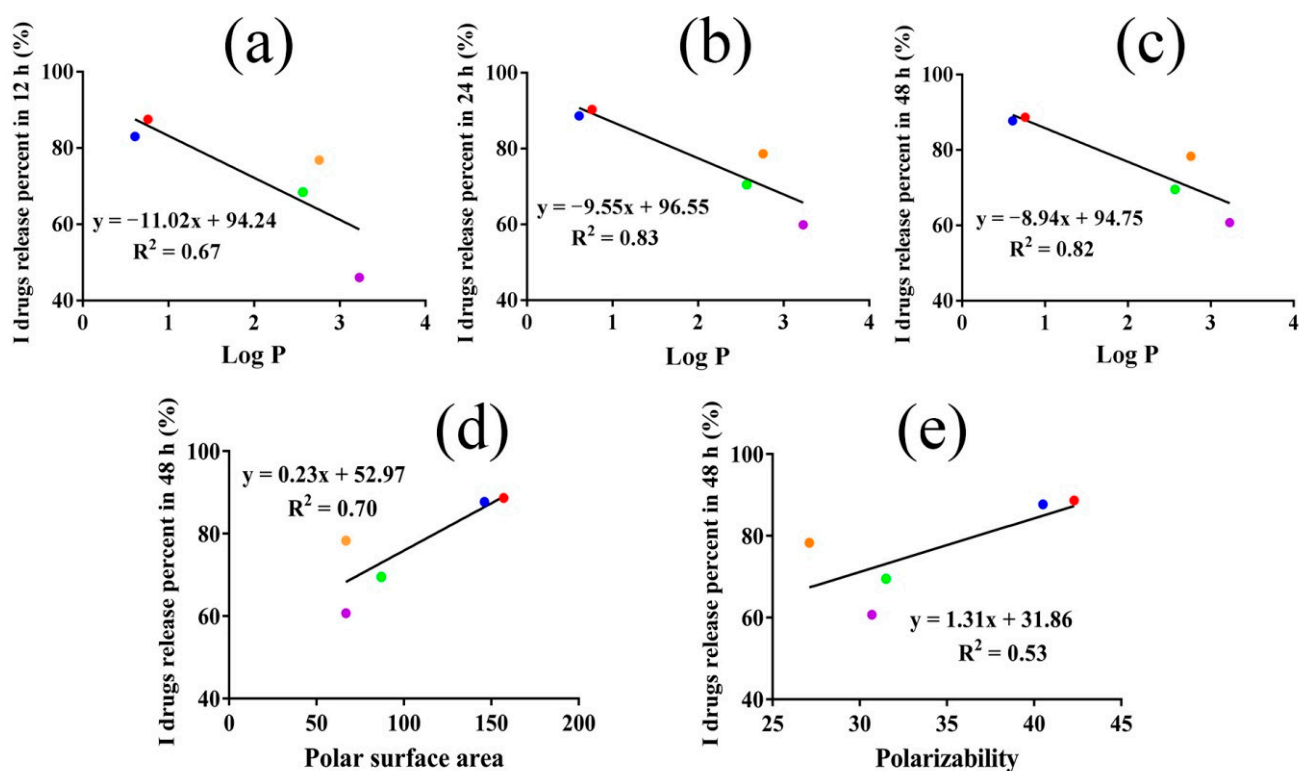 (a)
I drugs release percent in 12 h (%)
100
80
60
40
y = −11.02x + 94.24
R² = 0.67
0 1 2 3 4
Log P
(b)
I drugs release percent in 24 h (%)
100
80
60
40
y = −9.55x + 96.55
R² = 0.83
0 1 2 3 4
Log P
(c)
I drugs release percent in 48 h (%)
100
80
60
40
y = −8.94x + 94.75
R² = 0.82
0 1 2 3 4
Log P
(d)
I drugs release percent in 48 h (%)
100
80
60
40
y = 0.23x + 52.97
R² = 0.70
0 50 100 150 200
Polar surface area
(e)
I drugs release percent in 48 h (%)
100
80
60
40
y = 1.31x + 31.86
R² = 0.53
25 30 35 40 45
Polarizability